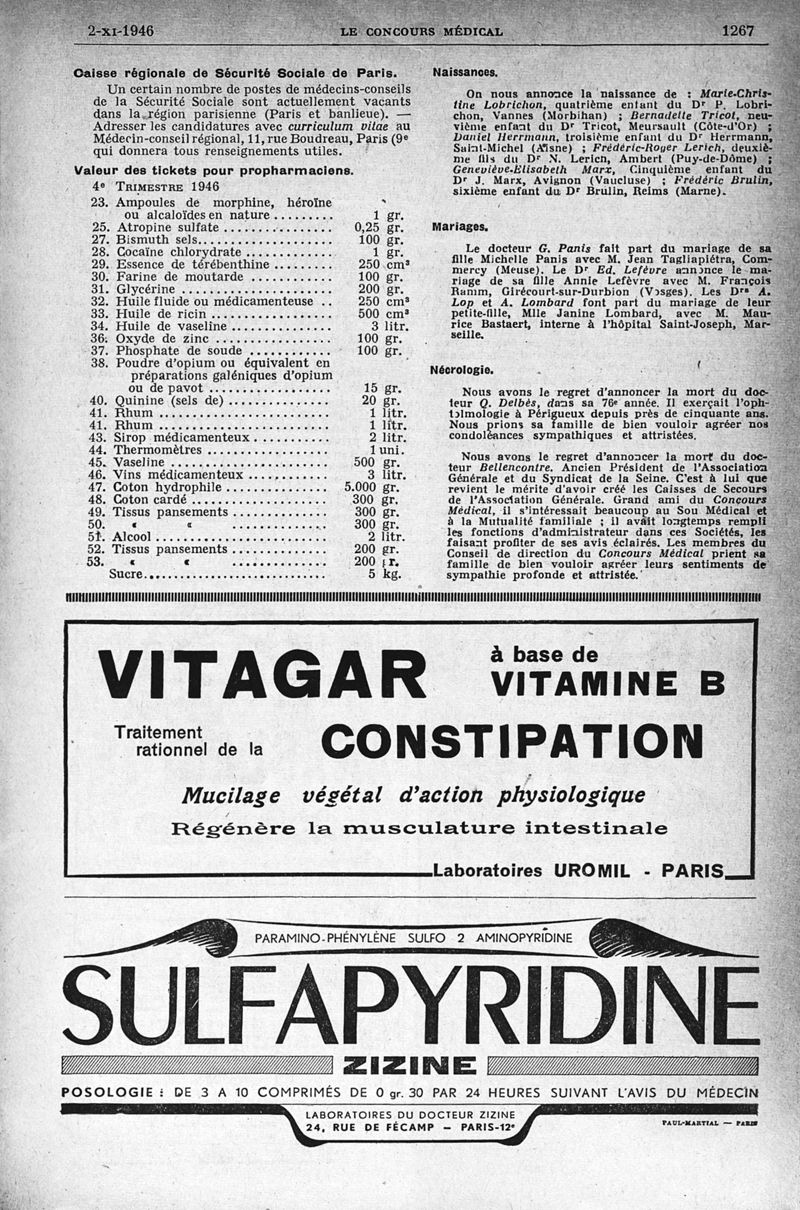 2-XI-1946 LE CONCOURS MÉDICAL 1267
Caisse régionale de Sécurité Sociale de Paris.
Un certain nombre de postes de médecins-conseils
de la Sécurité Sociale sont actuellement vacants
dans la région parisienne (Paris et banlieue). —
Adresser les candidatures avec curriculum vitae au
Médecin-conseil régional, 11, rue Boudreau, Paris (9e
qui donnera tous renseignements utiles.
Valeur des tickets pour propharmaciens.
4e TRIMESTRE 1946
23. Ampoules de morphine, héroïne
ou alcaloïdes en nature ......... 1 gr.
25. Atropine sulfate ................ 0,25 gr.
27. Bismuth sels................... 100 gr.
28. Cocaïne chlorydrate ............ 1 gr.
29. Essence de térébenthine ......... 250 cm³
30. Farine de moutarde ............ 100 gr.
31. Glycérine ...................... 200 gr.
32. Huile fluide ou médicamenteuse .. 250 cm³
33. Huile de ricin ................. 500 cm³
34. Huile de vaseline ............... 3 litr.
36. Oxyde de zinc ................. 100 gr.
37. Phosphate de soude ............ 100 gr.
38. Poudre d'opium ou équivalent en
préparations galéniques d'opium
ou de pavot .................. 15 gr.
40. Quinine (sels de) ............... 20 gr.
41. Rhum ......................... 1 litr.
41. Rhum ......................... 1 litr.
43. Sirop médicamenteux ........... 2 litr.
44. Thermomètres .................. 1 uni.
45. Vaseline ....................... 500 gr.
46. Vins médicamenteux ............ 3 litr.
47. Coton hydrophile ............... 5.000 gr.
48. Coton cardé .................... 300 gr.
49. Tissus pansements .............. 300 gr.
50. « « .............. 300 gr.
51. Alcool ......................... 2 litr.
52. Tissus pansements .............. 200 gr.
53. « « .............. 200 gr.
Sucre........................... 5 kg.
Naissances.
On nous annonce la naissance de : Marie-Chris-
tine Lobrichon, quatrième enfant du Dr P. Lobri-
chon, Vannes (Morbihan) ; Bernadette Tricot, neu-
vième enfant du Dr Tricot, Meursault (Côte-d'Or) ;
Daniel Herrmann, troisième enfant du Dr Herrmann,
Saint-Michel (Aisne) ; Frédéric-Royer Lerich, deuxiè-
me fils du Dr N. Lerich, Ambert (Puy-de-Dôme) ;
Geneviève-Elisabeth Marx, Cinquième enfant du
Dr J. Marx, Avignon (Vaucluse) ; Frédéric Brulin,
sixième enfant du Dr Brulin, Reims (Marne).
Mariages.
Le docteur G. Panis fait part du mariage de sa
fille Michelle Panis avec M. Jean Tagliapiétra, Com-
mercy (Meuse). Le Dr Ed. Lefèvre annonce le ma-
riage de sa fille Annie Lefèvre avec M. François
Ramm, Girécourt-sur-Durbion (Vosges). Les Drs A.
Lop et A. Lombard font part du mariage de leur
petite-fille, Mlle Janine Lombard, avec M. Mau-
rice Bastaert, interne à l'hôpital Saint-Joseph, Mar-
seille.
Nécrologie.
Nous avons le regret d'annoncer la mort du doc-
teur Q. Delbès, dans sa 76e année. Il exerçait l'oph-
talmologie à Périgueux depuis près de cinquante ans.
Nous prions sa famille de bien vouloir agréer nos
condoléances sympathiques et attristées.
Nous avons le regret d'annoncer la mort du doc-
teur Bellencontre. Ancien Président de l'Association
Générale et du Syndicat de la Seine. C'est à lui que
revient le mérite d'avoir créé les Caisses de Secours
de l'Association Générale. Grand ami du Concours
Médical, il s'intéressait beaucoup au Sou Médical et
à la Mutualité familiale ; il avait longtemps rempli
les fonctions d'administrateur dans ces Sociétés, les
faisant profiter de ses avis éclairés. Les membres du
Conseil de direction du Concours Médical prient sa
famille de bien vouloir agréer leurs sentiments de
sympathie profonde et attristée.
VITAGAR à base de
VITAMINE B
Traitement
rationnel de la CONSTIPATION
Mucilage végétal d'action physiologique
Régénère la musculature intestinale
Laboratoires UROMIL - PARIS
PARAMINO-PHÉNYLÈNE SULFO 2 AMINOPYRIDINE
SULFAPYRIDINE
ZIZINE
POSOLOGIE : DE 3 A 10 COMPRIMÉS DE 0 gr. 30 PAR 24 HEURES SUIVANT L'AVIS DU MÉDECIN
LABORATOIRES DU DOCTEUR ZIZINE
24, RUE DE FÉCAMP — PARIS-12e
PAUL-MARTIAL — PARIS